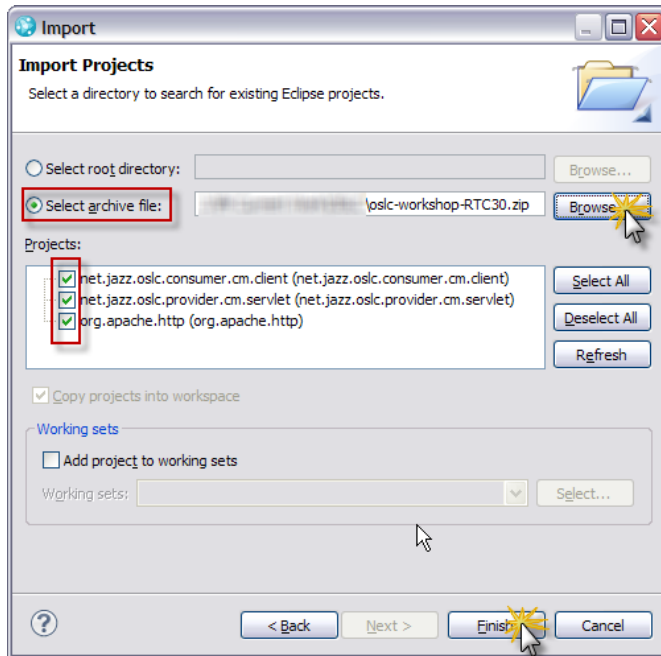 Import
Import Projects
Select a directory to search for existing Eclipse projects.
Select root directory:
Browse...
Select archive file:
\oslc-workshop-RTC30.zip
Browse...
Projects:
net.jazz.oslc.consumer.cm.client (net.jazz.oslc.consumer.cm.client)
net.jazz.oslc.provider.cm.servlet (net.jazz.oslc.provider.cm.servlet)
org.apache.http (org.apache.http)
Select All
Deselect All
Refresh
Copy projects into workspace
Working sets
Add project to working sets
Working sets:
Select...
?
< Back
Next >
Finish
Cancel